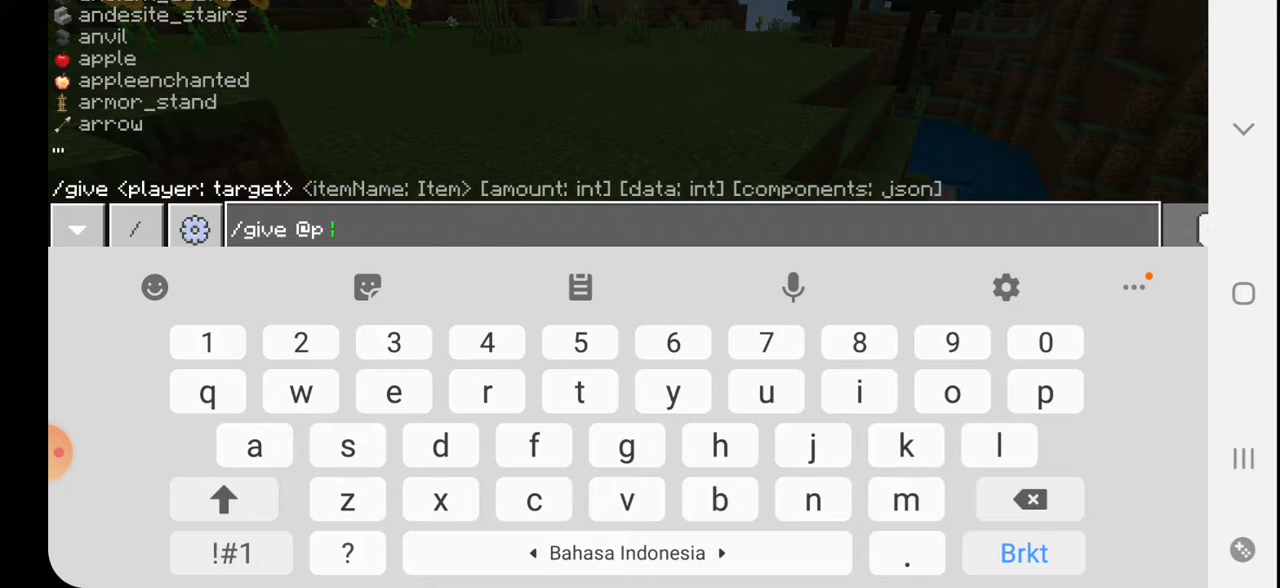 andesite_stairs
anvil
apple
appleenchanted
armor_stand
arrow
...
/give <player: target> <itemName: Item> [amount: int] [data: int] [components: .json]
/
/give @p
1 2 3 4 5 6 7 8 9 0
q w e r t y u i o p
a s d f g h j k l
z x c v b n m
!#1 ? Bahasa Indonesia . Brkt